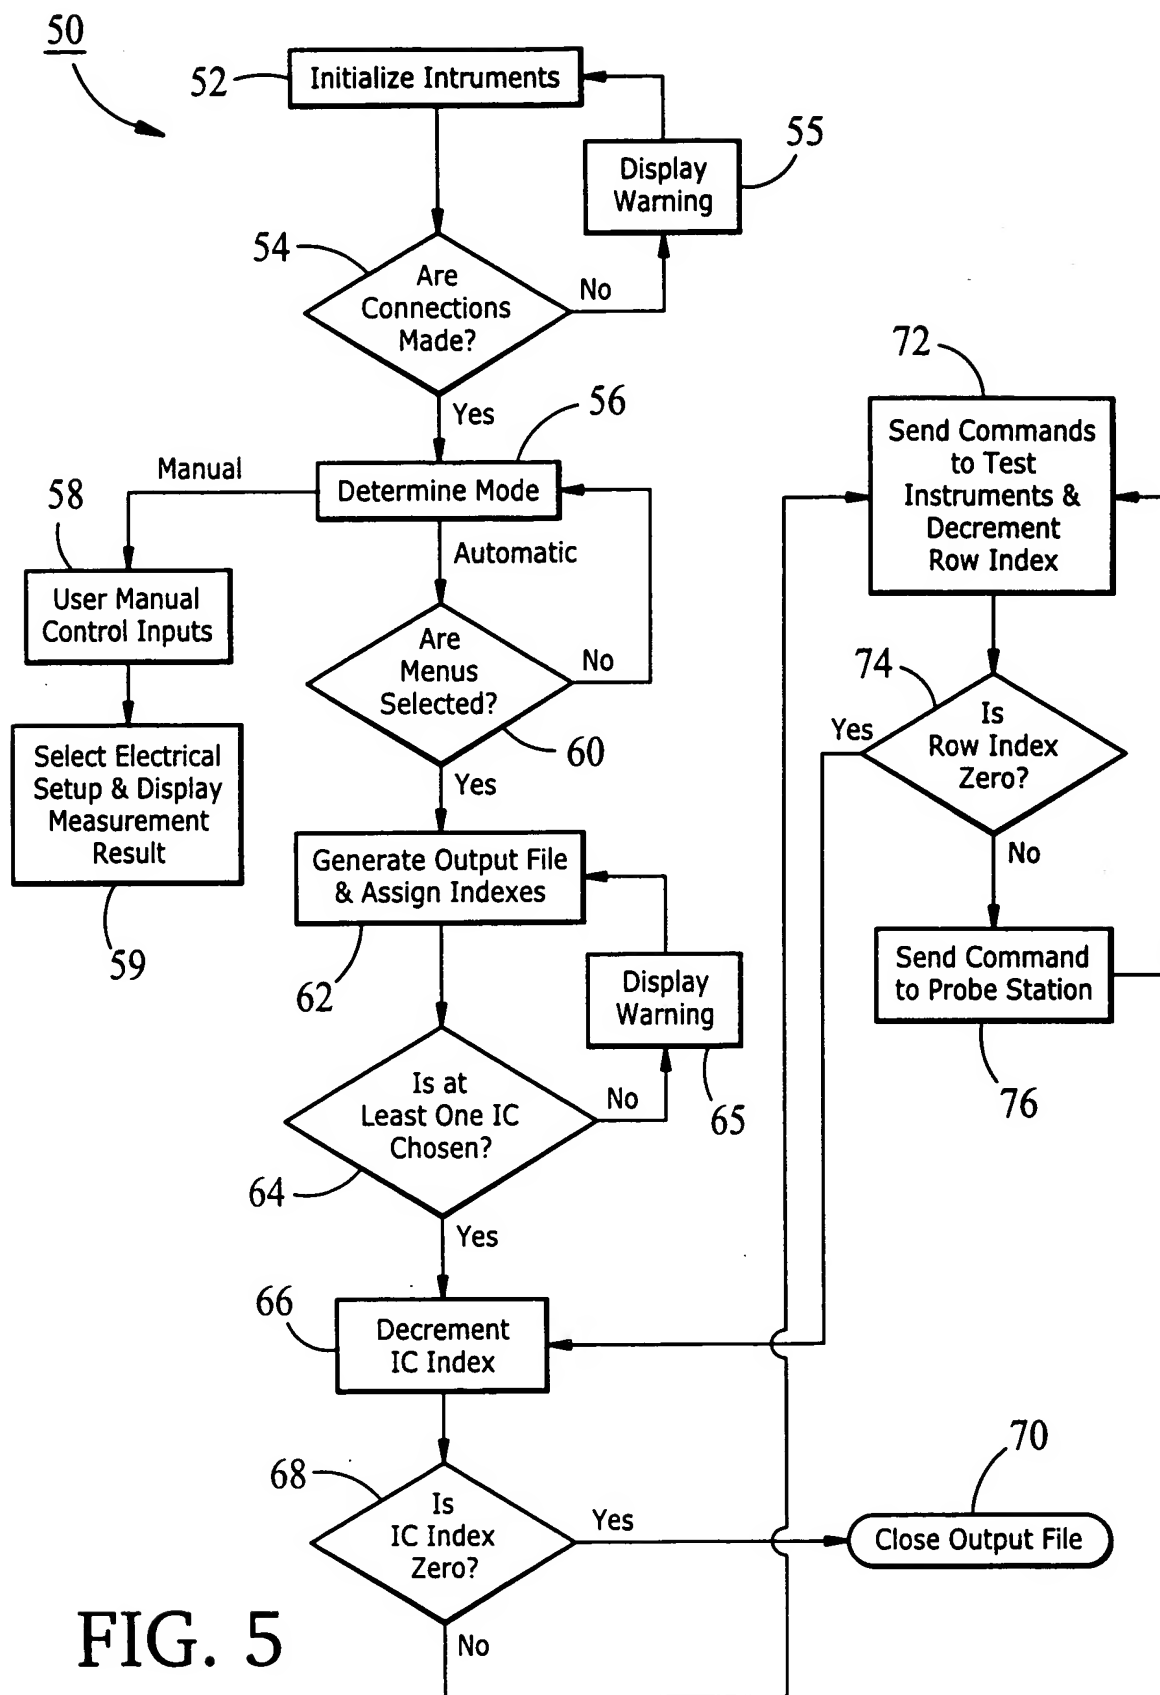 50
52
Initialize Intruments
55
Display
Warning
54
Are
Connections
Made?
No
Yes
56
Determine Mode
Manual
Automatic
58
User Manual
Control Inputs
Select Electrical
Setup & Display
Measurement
Result
59
Are
Menus
Selected?
No
60
Yes
Generate Output File
& Assign Indexes
62
Display
Warning
65
Is at
Least One IC
Chosen?
No
64
Yes
66
Decrement
IC Index
68
Is
IC Index
Zero?
Yes
No
70
Close Output File
72
Send Commands
to Test
Instruments &
Decrement
Row Index
74
Yes
Is
Row Index
Zero?
No
Send Command
to Probe Station
76
FIG. 5